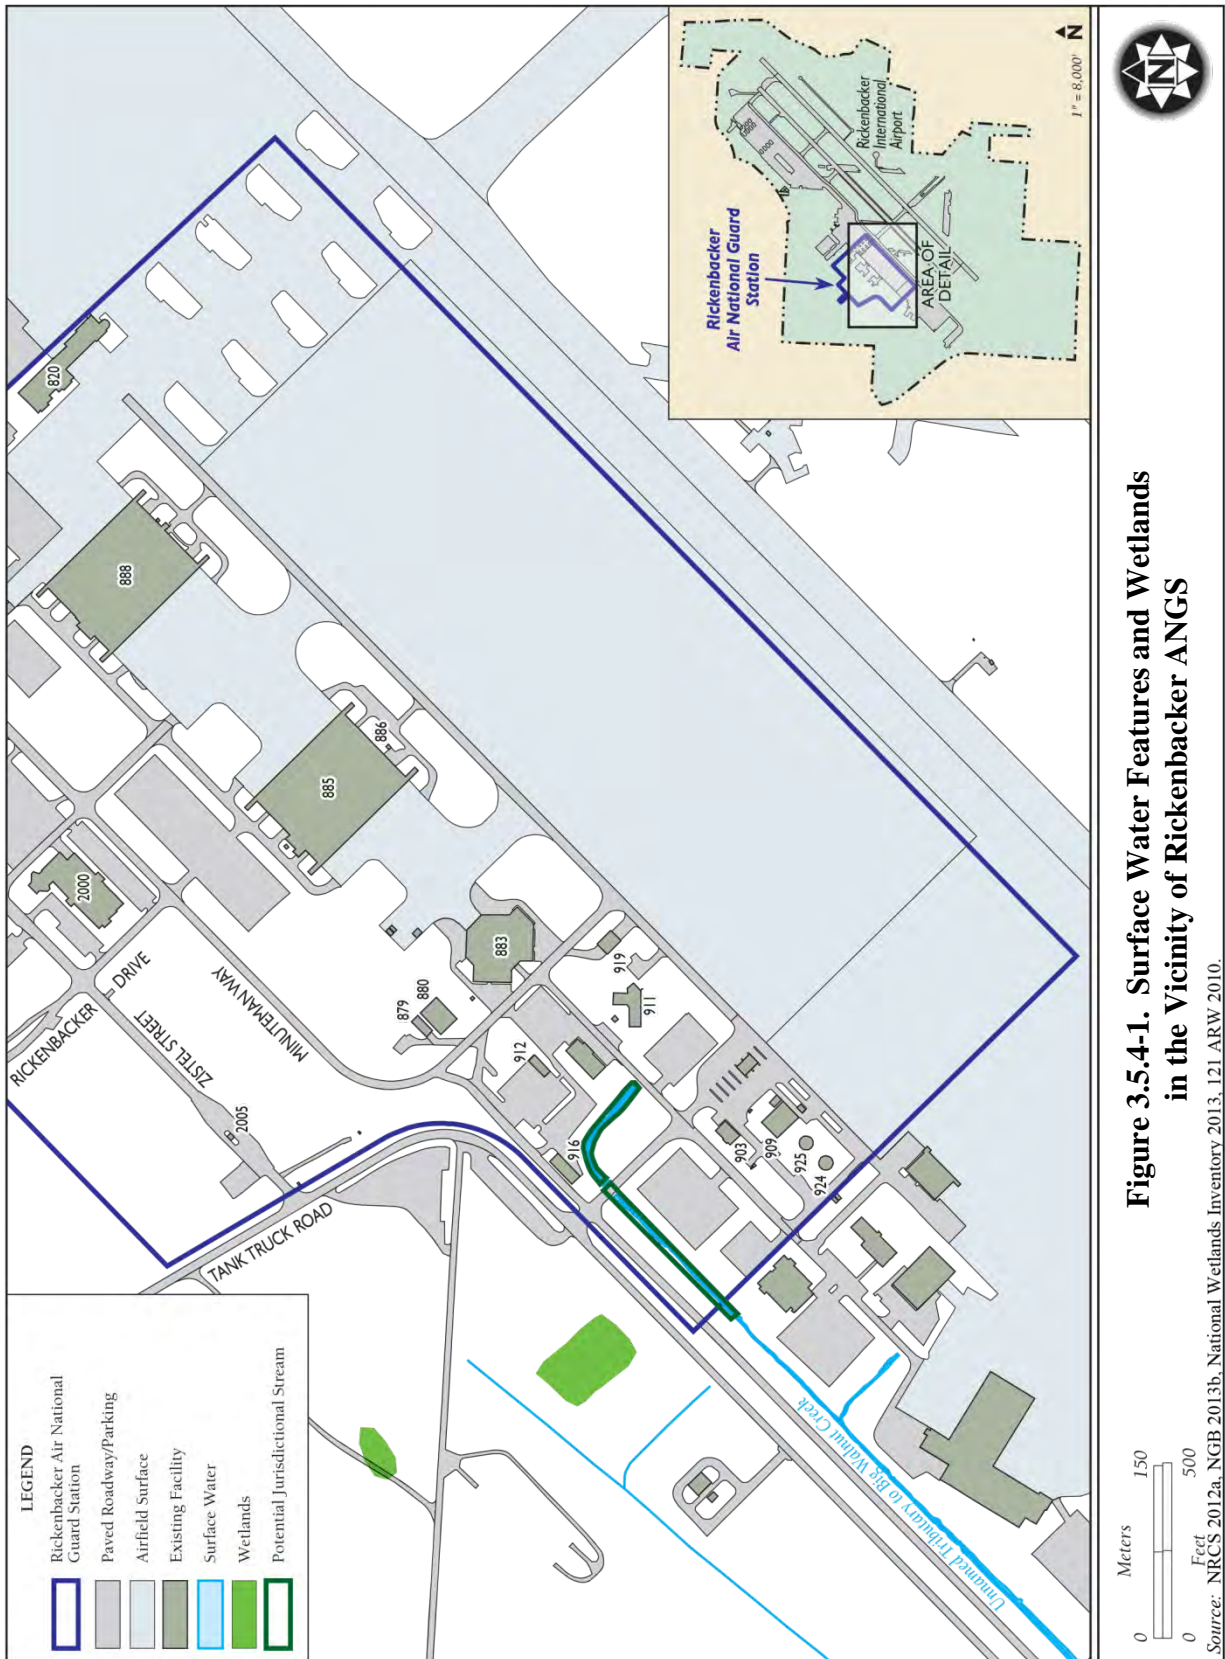 LEGEND
Rickenbacker Air National
Guard Station
Paved Roadway/Parking
Airfield Surface
Existing Facility
Surface Water
Wetlands
Potential Jurisdictional Stream
RICKENBACKER DRIVE
ZISTEL STREET
MINUTEMAN WAY
TANK TRUCK ROAD
2005
2000
820
888
885
886
883
879
880
912
916
919
911
903
909
925
924
Unnamed Tributary to Big Walnut Creek
Rickenbacker
Air National Guard
Station
Rickenbacker
International
Airport
AREA OF
DETAIL
N
1" = 8,000'
N
Meters
0 150
0 500
Feet
Figure 3.5.4-1. Surface Water Features and Wetlands
in the Vicinity of Rickenbacker ANGS
Source: NRCS 2012a, NGB 2013b, National Wetlands Inventory 2013, 121 ARW 2010.